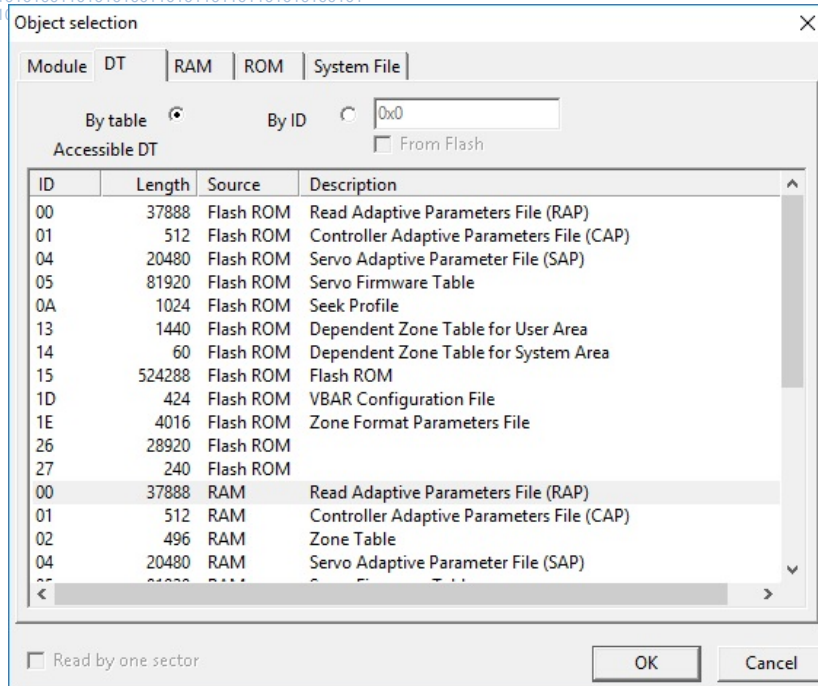 Object selection
Module DT RAM ROM System File
By table By ID 0x0
Accessible DT From Flash
ID Length Source Description
00 37888 Flash ROM Read Adaptive Parameters File (RAP)
01 512 Flash ROM Controller Adaptive Parameters File (CAP)
04 20480 Flash ROM Servo Adaptive Parameter File (SAP)
05 81920 Flash ROM Servo Firmware Table
0A 1024 Flash ROM Seek Profile
13 1440 Flash ROM Dependent Zone Table for User Area
14 60 Flash ROM Dependent Zone Table for System Area
15 524288 Flash ROM Flash ROM
1D 424 Flash ROM VBAR Configuration File
1E 4016 Flash ROM Zone Format Parameters File
26 28920 Flash ROM
27 240 Flash ROM
00 37888 RAM Read Adaptive Parameters File (RAP)
01 512 RAM Controller Adaptive Parameters File (CAP)
02 496 RAM Zone Table
04 20480 RAM Servo Adaptive Parameter File (SAP)
Read by one sector OK Cancel